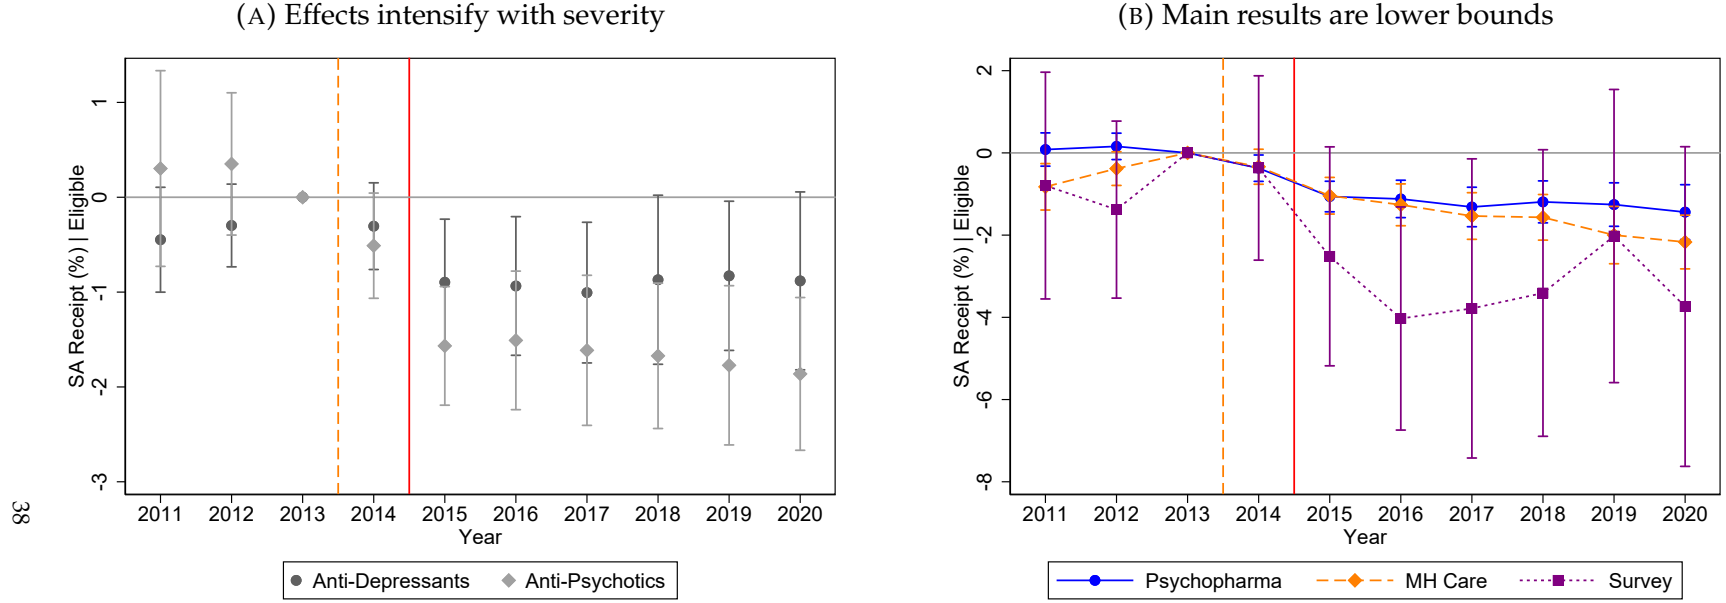 (A) Effects intensify with severity
SA Receipt (%) | Eligible
1
0
-1
-2
-3
2011 2012 2013 2014 2015 2016 2017 2018 2019 2020
Year
Anti-Depressants Anti-Psychotics
(B) Main results are lower bounds
SA Receipt (%) | Eligible
2
0
-2
-4
-6
-8
2011 2012 2013 2014 2015 2016 2017 2018 2019 2020
Year
Psychopharma MH Care Survey
38